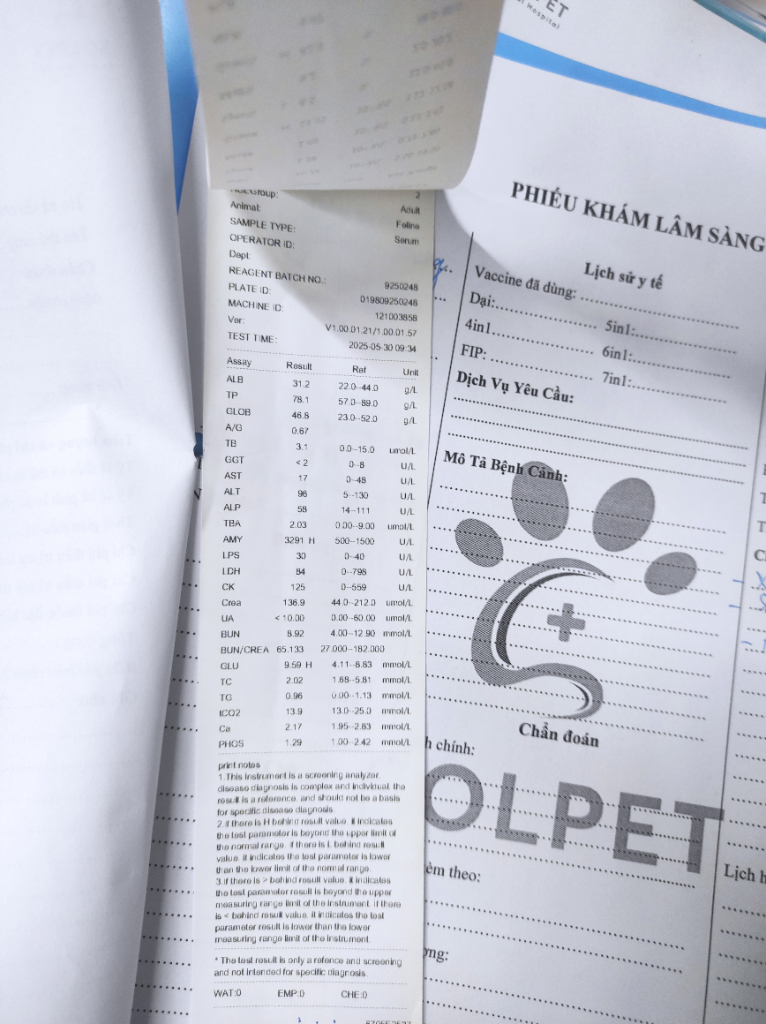 PHIẾU KHÁM LÂM SÀNG
Animal: Adult
SAMPLE TYPE: Feline
OPERATOR ID: Serum
Dept:
REAGENT BATCH NO.:
PLATE ID: 9250248
MACHINE ID: 019809250248
Ver: 121003858
TEST TIME: V1.00.01.21/1.00.01.57
2025-05-30 09:34
Assay Result Ref Unit
ALB 31.2 22.0--44.0 g/L
TP 78.1 57.0--89.0 g/L
GLOB 46.8 23.0--52.0 g/L
A/G 0.67
TB 3.1 0.0--15.0 umol/L
GGT < 2 0--8 U/L
AST 17 0--48 U/L
ALT 96 5--130 U/L
ALP 58 14--111 U/L
TBA 2.03 0.00--9.00 umol/L
AMY 3291 H 500--1500 U/L
LPS 30 0--40 U/L
LDH 84 0--798 U/L
CK 125 0--559 U/L
Crea 136.9 44.0--212.0 umol/L
UA < 10.00 0.00--60.00 umol/L
BUN 8.92 4.00--12.90 mmol/L
BUN/CREA 65.133 27.000--182.000
GLU 9.59 H 4.11--8.83 mmol/L
TC 2.02 1.68--5.81 mmol/L
TG 0.96 0.00--1.13 mmol/L
tCO2 13.9 13.0--25.0 mmol/L
Ca 2.17 1.95--2.83 mmol/L
PHOS 1.29 1.00--2.42 mmol/L
print notes
1.This instrument is a screening analyzer.
disease diagnosis is complex and individual, the
result is a reference, and should not be a basis
for specific disease diagnosis
2.if there is H behind result value, it indicates
the test parameter is beyond the upper limit of
the normal range. if there is L behind result
value, it indicates the test parameter is lower
than the lower limit of the normal range.
3.if there is > behind result value, it indicates
the test parameter result is beyond the upper
measuring range limit of the instrument. if there
is < behind result value, it indicates the test
parameter result is lower than the lower
measuring range limit of the instrument.
* The test result is only a refence and screening
and not intended for specific diagnosis.
WAT:0 EMP:0 CHE:0
Lịch sử y tế
Vaccine đã dùng:
Dại: 5in1:
4in1 6in1:
FIP: 7in1:
Dịch Vụ Yêu Cầu:
Mô Tả Bệnh Cảnh:
Chẩn đoán
chính:
OLPET
èm theo:
Lịch h
ợng: